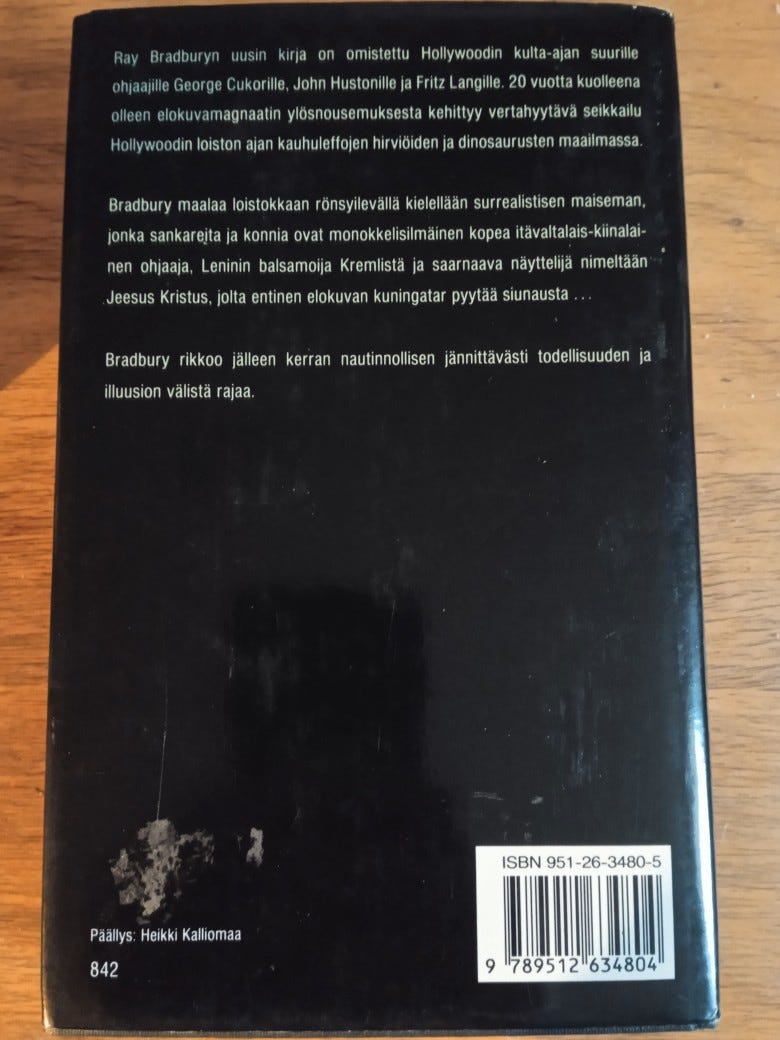 Ray Bradburyn uusin kirja on omistettu Hollywoodin kulta-ajan suurille
ohjaajille George Cukorille, John Hustonille ja Fritz Langille. 20 vuotta kuolleena
olleen elokuvamagnaatin ylösnousemuksesta kehittyy vertahyytävä seikkailu
Hollywoodin loiston ajan kauhuleffojen hirviöiden ja dinosaurusten maailmassa.
Bradbury maalaa loistokkaan rönsyilevällä kielellään surrealistisen maiseman,
jonka sankareita ja konnia ovat monokkelisilmäinen kopea itävaltalais-kiinalai-
nen ohjaaja, Leninin balsamoija Kremlistä ja saarnaava näyttelijä nimeltään
Jeesus Kristus, jolta entinen elokuvan kuningatar pyytää siunausta ...
Bradbury rikkoo jälleen kerran nautinnollisen jännittävästi todellisuuden ja
illuusion välistä rajaa.
ISBN 951-26-3480-5
9 789512 634804
Päällys: Heikki Kalliomaa
842